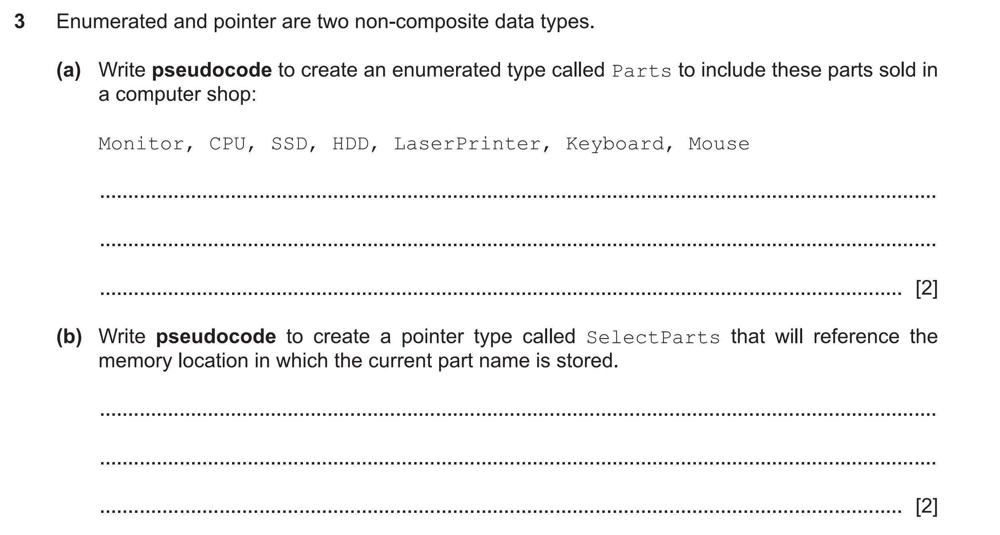 3 Enumerated and pointer are two non-composite data types.
(a) Write pseudocode to create an enumerated type called Parts to include these parts sold in
a computer shop:
Monitor, CPU, SSD, HDD, LaserPrinter, Keyboard, Mouse
[2]
(b) Write pseudocode to create a pointer type called SelectParts that will reference the
memory location in which the current part name is stored.
[2]